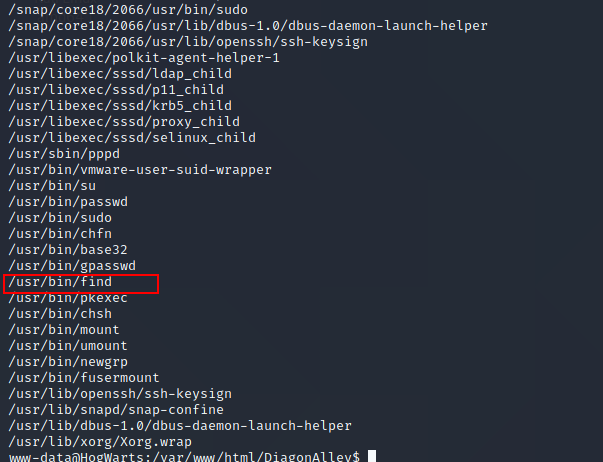 /snap/core18/2066/usr/bin/sudo
/snap/core18/2066/usr/lib/dbus-1.0/dbus-daemon-launch-helper
/snap/core18/2066/usr/lib/openssh/ssh-keysign
/usr/libexec/polkit-agent-helper-1
/usr/libexec/sssd/ldap_child
/usr/libexec/sssd/p11_child
/usr/libexec/sssd/krb5_child
/usr/libexec/sssd/proxy_child
/usr/libexec/sssd/selinux_child
/usr/sbin/pppd
/usr/bin/vmware-user-suid-wrapper
/usr/bin/su
/usr/bin/passwd
/usr/bin/sudo
/usr/bin/chfn
/usr/bin/base32
/usr/bin/gpasswd
/usr/bin/find
/usr/bin/pkexec
/usr/bin/chsh
/usr/bin/mount
/usr/bin/umount
/usr/bin/newgrp
/usr/bin/fusermount
/usr/lib/openssh/ssh-keysign
/usr/lib/snapd/snap-confine
/usr/lib/dbus-1.0/dbus-daemon-launch-helper
/usr/lib/xorg/Xorg.wrap
www-data@HogWarts:/var/www/html/DiagonAlley$